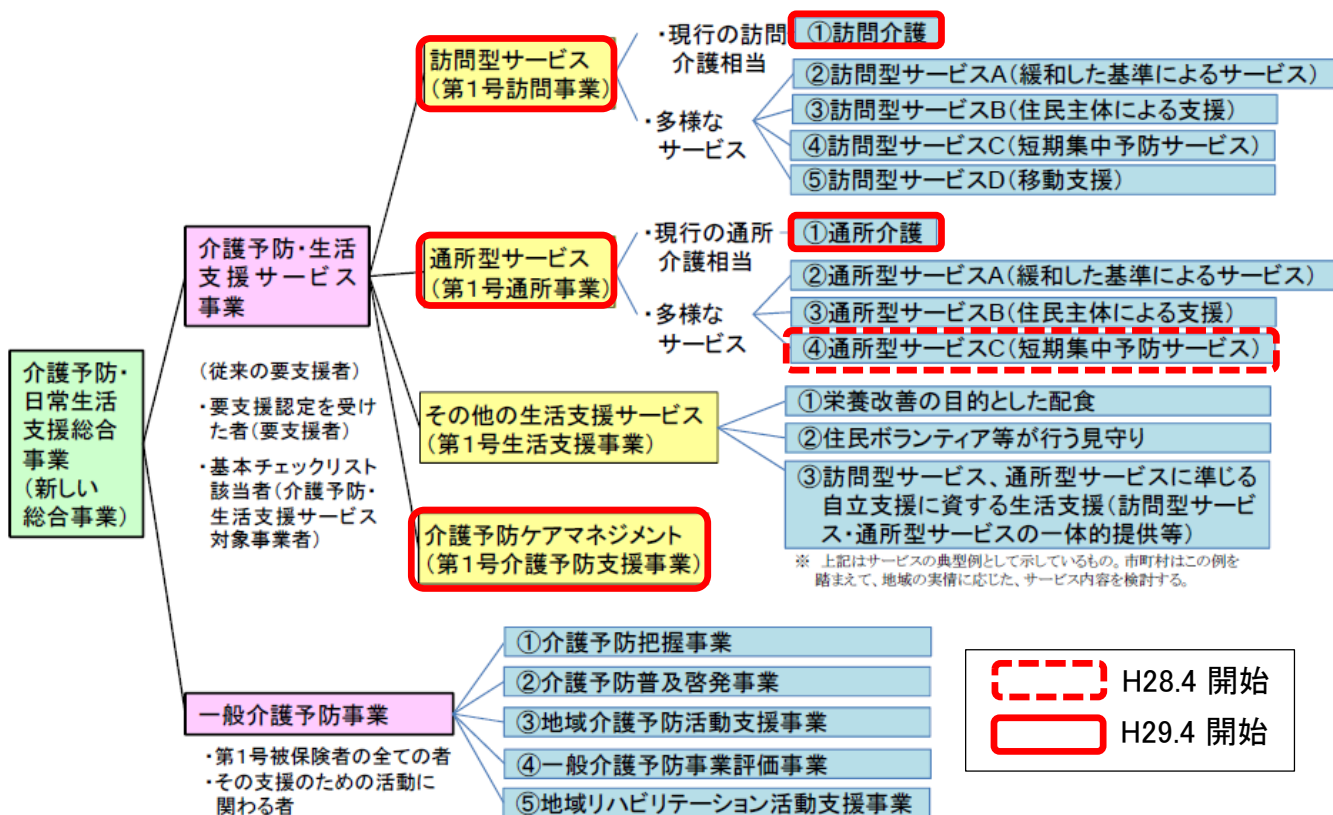 介護予防・
日常生活
支援総合
事業
(新しい
総合事業)
介護予防・生活
支援サービス
事業
(従来の要支援者)
・要支援認定を受け
た者(要支援者)
・基本チェックリスト
該当者(介護予防・
生活支援サービス
対象事業者)
訪問型サービス
(第1号訪問事業)
・現行の訪問
介護相当
①訪問介護
・多様な
サービス
②訪問型サービスA(緩和した基準によるサービス)
③訪問型サービスB(住民主体による支援)
④訪問型サービスC(短期集中予防サービス)
⑤訪問型サービスD(移動支援)
通所型サービス
(第1号通所事業)
・現行の通所
介護相当
①通所介護
・多様な
サービス
②通所型サービスA(緩和した基準によるサービス)
③通所型サービスB(住民主体による支援)
④通所型サービスC(短期集中予防サービス)
その他の生活支援サービス
(第1号生活支援事業)
①栄養改善の目的とした配食
②住民ボランティア等が行う見守り
③訪問型サービス、通所型サービスに準じる
自立支援に資する生活支援(訪問型サービ
ス・通所型サービスの一体的提供等)
※ 上記はサービスの典型例として示しているもの。市町村はこの例を
踏まえて、地域の実情に応じた、サービス内容を検討する。
介護予防ケアマネジメント
(第1号介護予防支援事業)
一般介護予防事業
・第1号被保険者の全ての者
・その支援のための活動に
関わる者
①介護予防把握事業
②介護予防普及啓発事業
③地域介護予防活動支援事業
④一般介護予防事業評価事業
⑤地域リハビリテーション活動支援事業
H28.4 開始
H29.4 開始